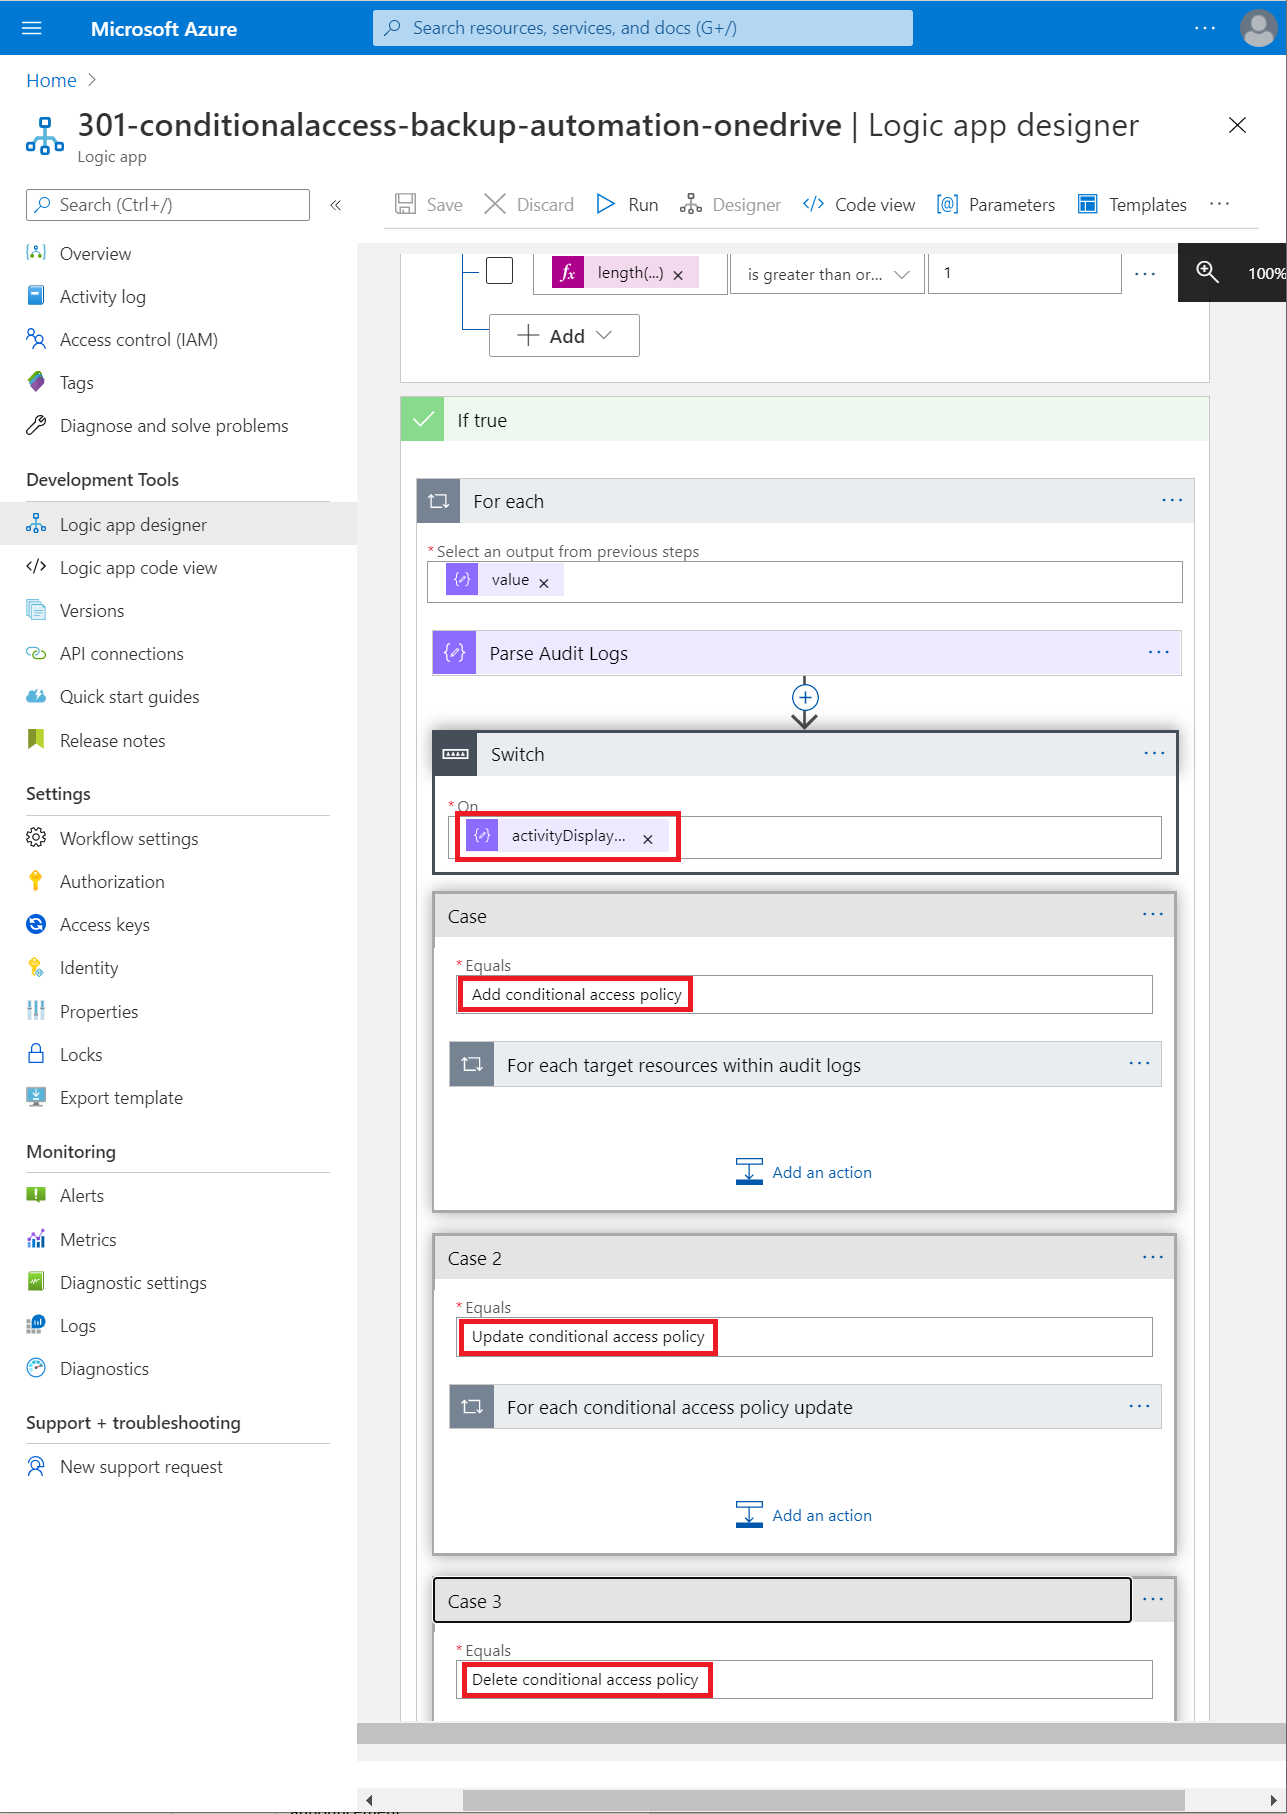 Microsoft Azure
Search resources, services, and docs (G+/)
Home
301-conditionalaccess-backup-automation-onedrive | Logic app designer
Logic app
Search (Ctrl+/)
Overview
Activity log
Access control (IAM)
Tags
Diagnose and solve problems
Development Tools
Logic app designer
Logic app code view
Versions
API connections
Quick start guides
Release notes
Settings
Workflow settings
Authorization
Access keys
Identity
Properties
Locks
Export template
Monitoring
Alerts
Metrics
Diagnostic settings
Logs
Diagnostics
Support + troubleshooting
New support request
Save Discard Run Designer Code view Parameters Templates ...
fx length(...) × is greater than or... 1 ...
100%
Add
If true
For each ...
* Select an output from previous steps
value ×
Parse Audit Logs ...
Switch ...
* On
activityDisplay... ×
Case ...
* Equals
Add conditional access policy
For each target resources within audit logs ...
Add an action
Case 2 ...
* Equals
Update conditional access policy
For each conditional access policy update ...
Add an action
Case 3 ...
* Equals
Delete conditional access policy